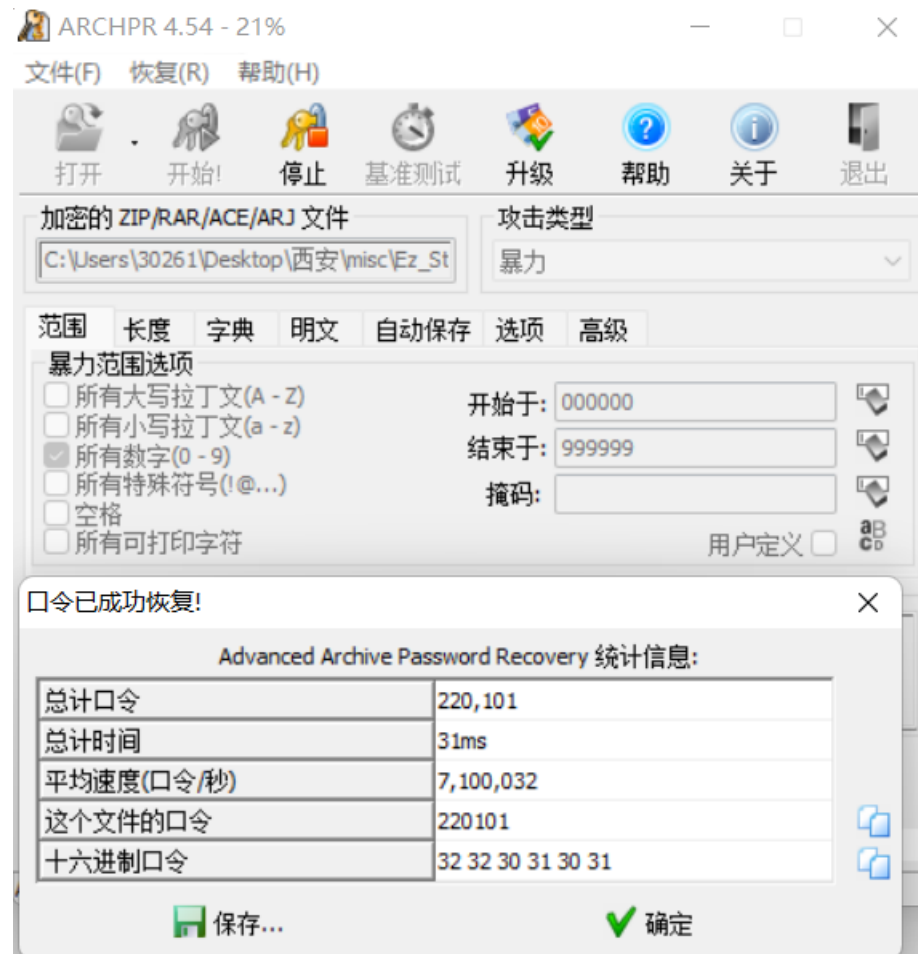 ARCHPR 4.54 - 21%
文件(F) 恢复(R) 帮助(H)
打开 开始! 停止 基准测试 升级 帮助 关于 退出
加密的 ZIP/RAR/ACE/ARJ 文件 攻击类型
C:\Users\30261\Desktop\西安\misc\Ez_St 暴力
范围 长度 字典 明文 自动保存 选项 高级
暴力范围选项
所有大写拉丁文(A - Z)
所有小写拉丁文(a - z)
所有数字(0 - 9)
所有特殊符号(!@...)
空格
所有可打印字符
开始于: 000000
结束于: 999999
掩码:
用户定义
aB
cD
口令已成功恢复!
Advanced Archive Password Recovery 统计信息:
总计口令 220,101
总计时间 31ms
平均速度(口令/秒) 7,100,032
这个文件的口令 220101
十六进制口令 32 32 30 31 30 31
保存... 确定